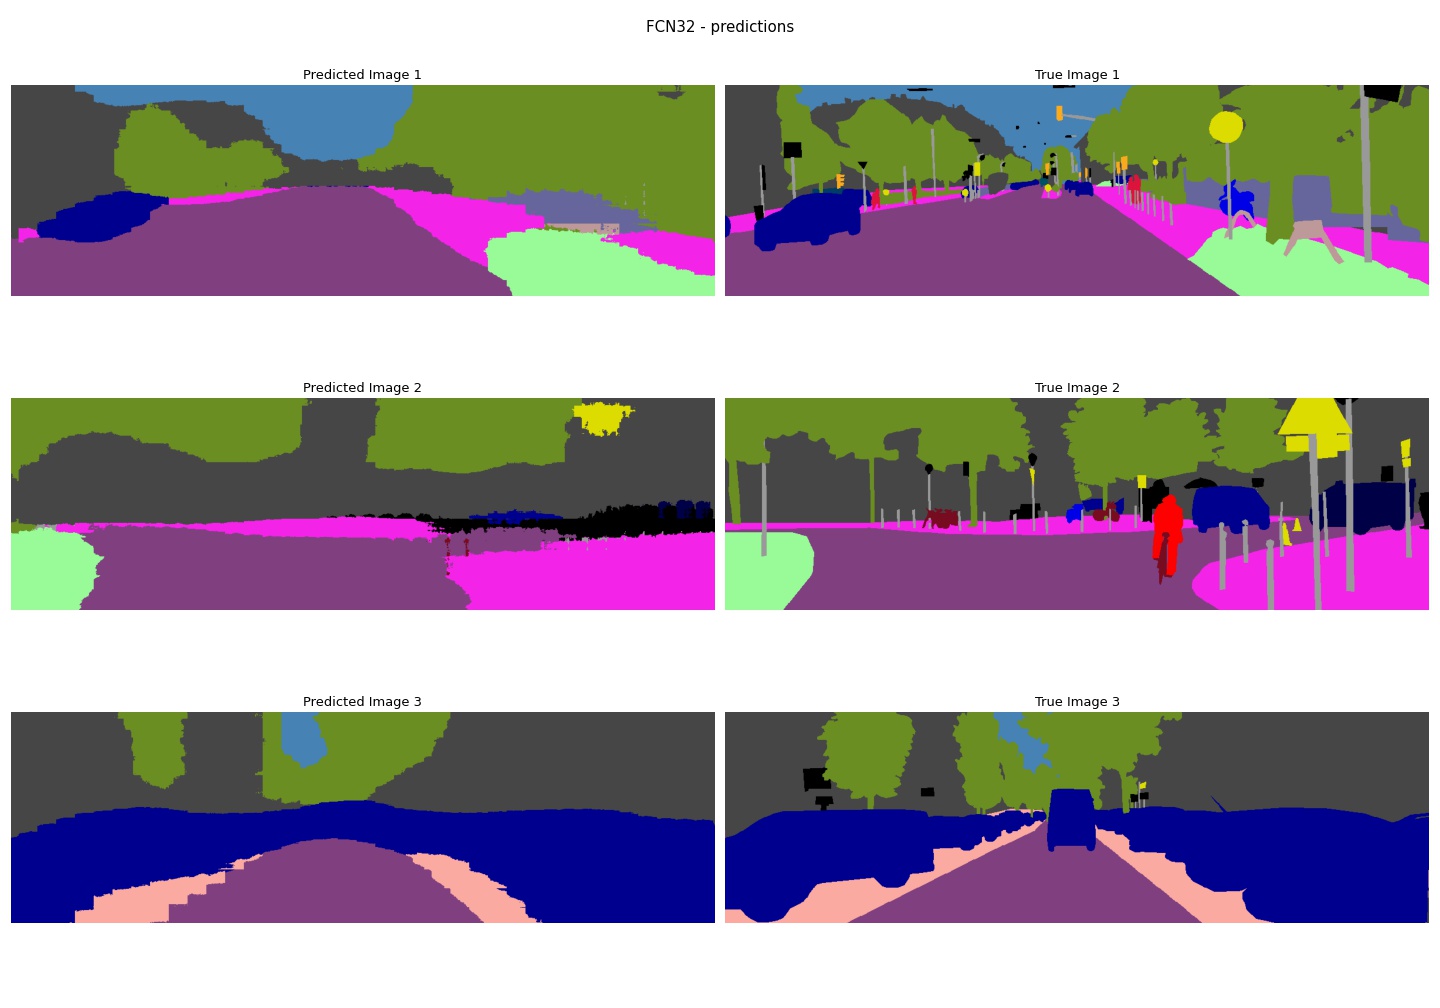 FCN32 - predictions
Predicted Image 1
True Image 1
Predicted Image 2
True Image 2
Predicted Image 3
True Image 3